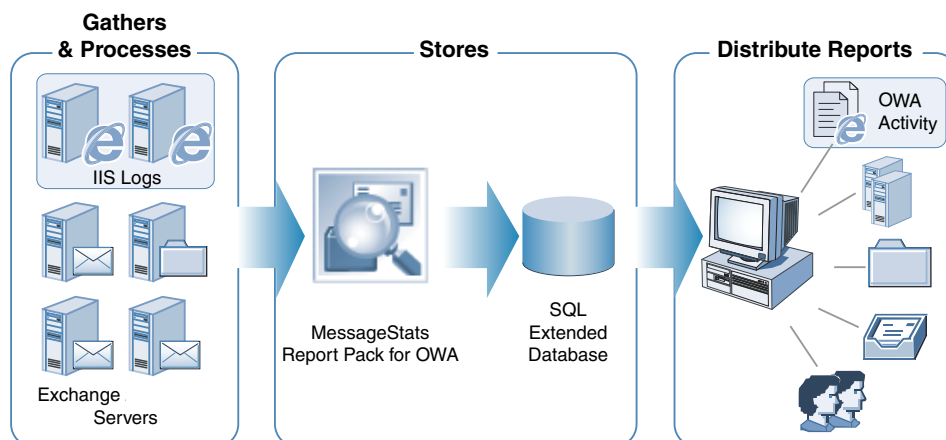 Gathers
& Processes
Stores
Distribute Reports
IIS Logs
OWA
Activity
MessageStats
Report Pack for OWA
SQL
Extended
Database
Exchange
Servers